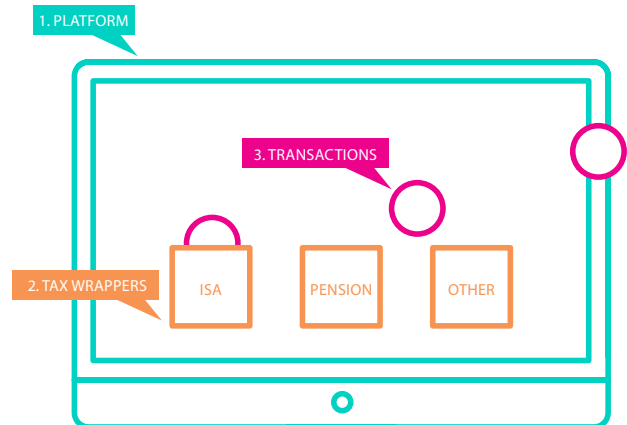 1. PLATFORM
3. TRANSACTIONS
2. TAX WRAPPERS
ISA
PENSION
OTHER